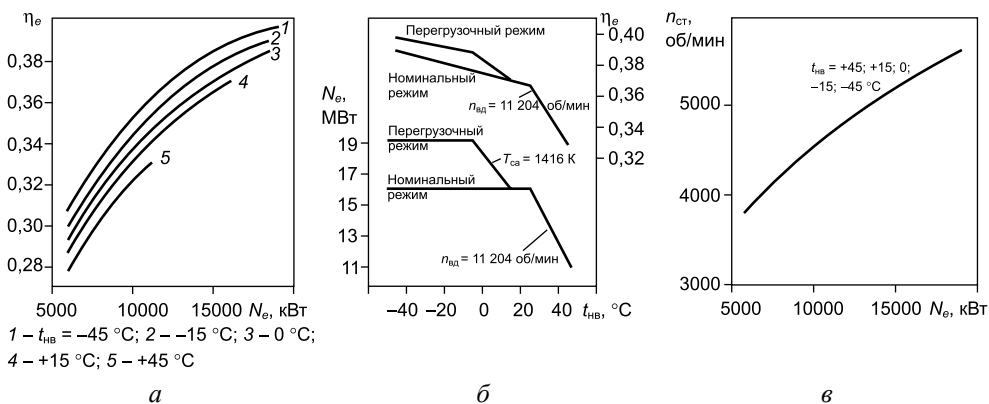 ηe
0,38
0,36
0,34
0,32
0,30
0,28
1
2
3
4
5
5000 10000 15000 Ne, кВт
1 – tнв = –45 °C; 2 – –15 °C; 3 – 0 °C;
4 – +15 °C; 5 – +45 °C
а
ηe
Перегрузочный режим
0,40
0,38
0,36
0,34
0,32
Номинальный
режим
nвд = 11 204 об/мин
Ne,
МВт
Перегрузочный
режим
19
Tса = 1416 К
Номинальный
режим
16
15
13
11
nвд = 11 204 об/мин
–40 –20 0 20 40 tнв, °C
б
nст,
об/мин
tнв = +45; +15; 0;
–15; –45 °C
5000
4000
3000
5000 10000 15000 Ne, кВт
в